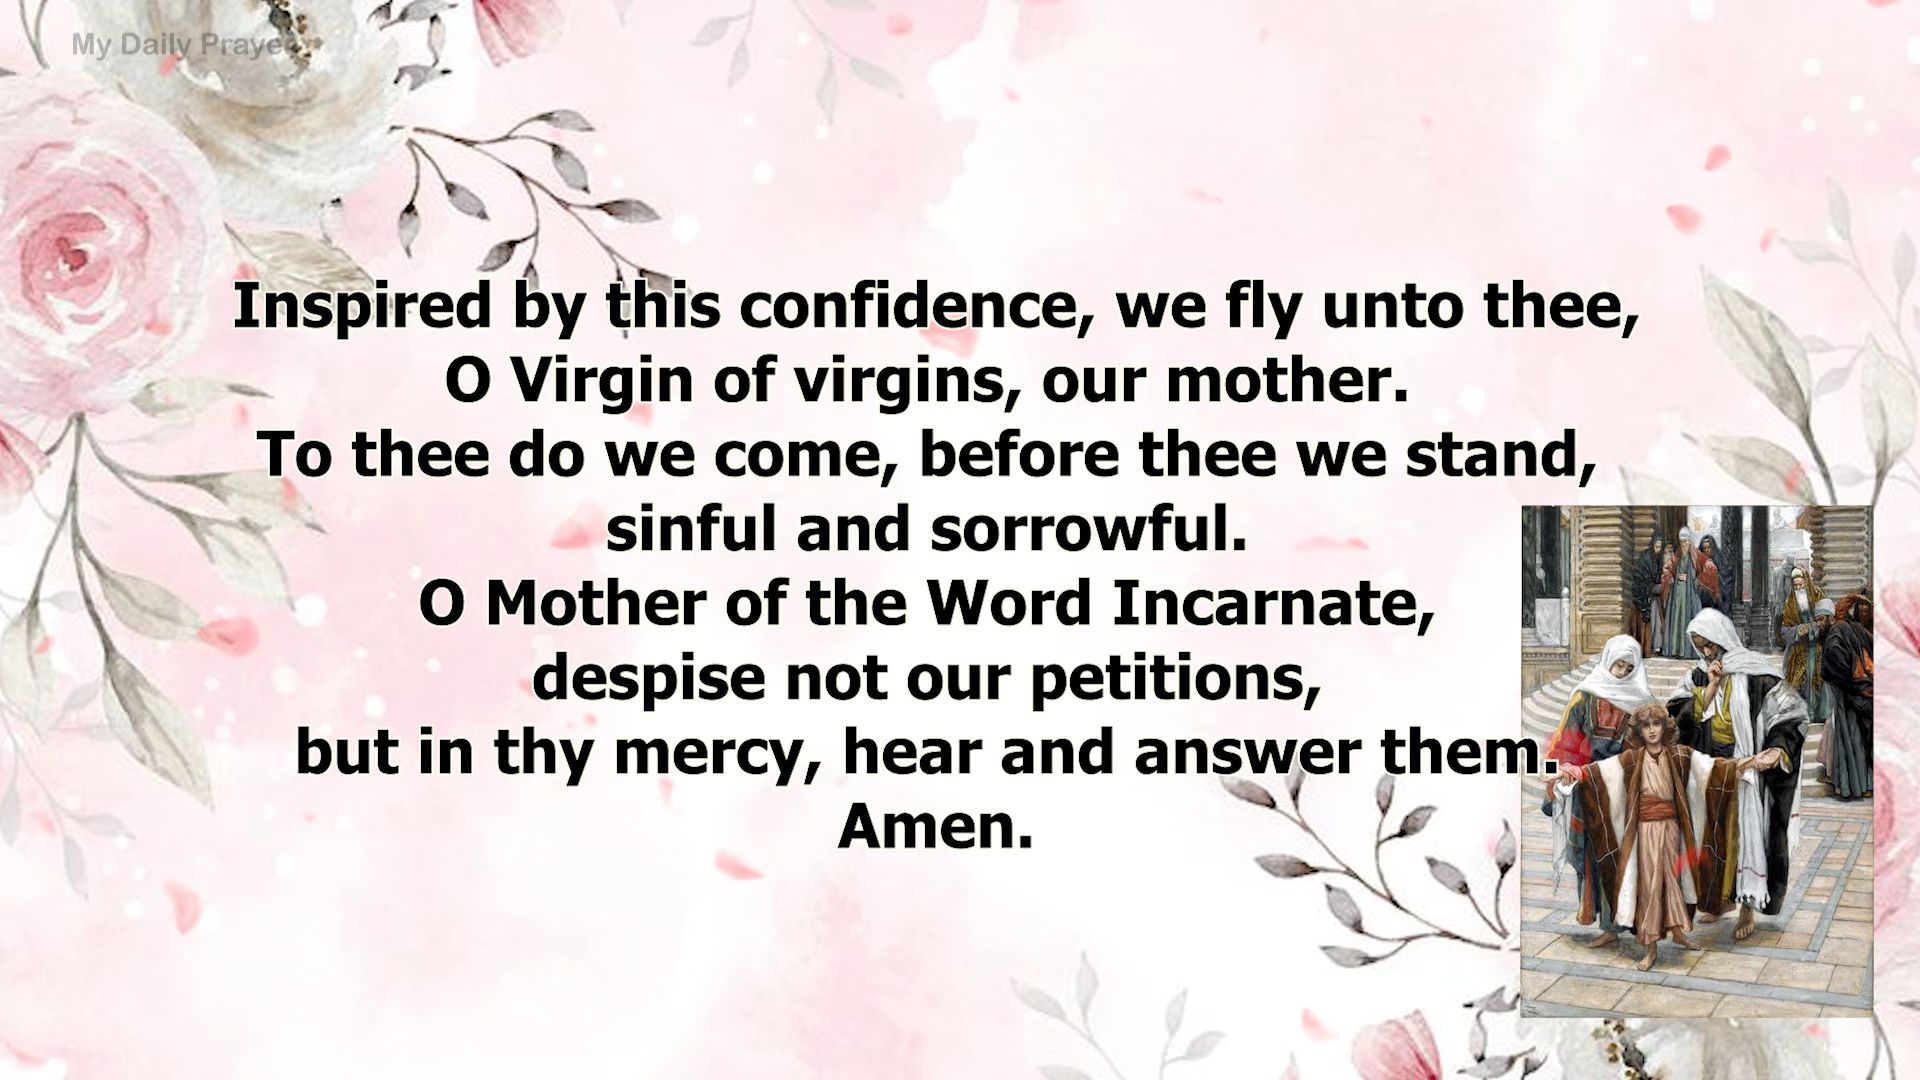 My Daily Prayer
Inspired by this confidence, we fly unto thee,
O Virgin of virgins, our mother.
To thee do we come, before thee we stand,
sinful and sorrowful.
O Mother of the Word Incarnate,
despise not our petitions,
but in thy mercy, hear and answer them.
Amen.